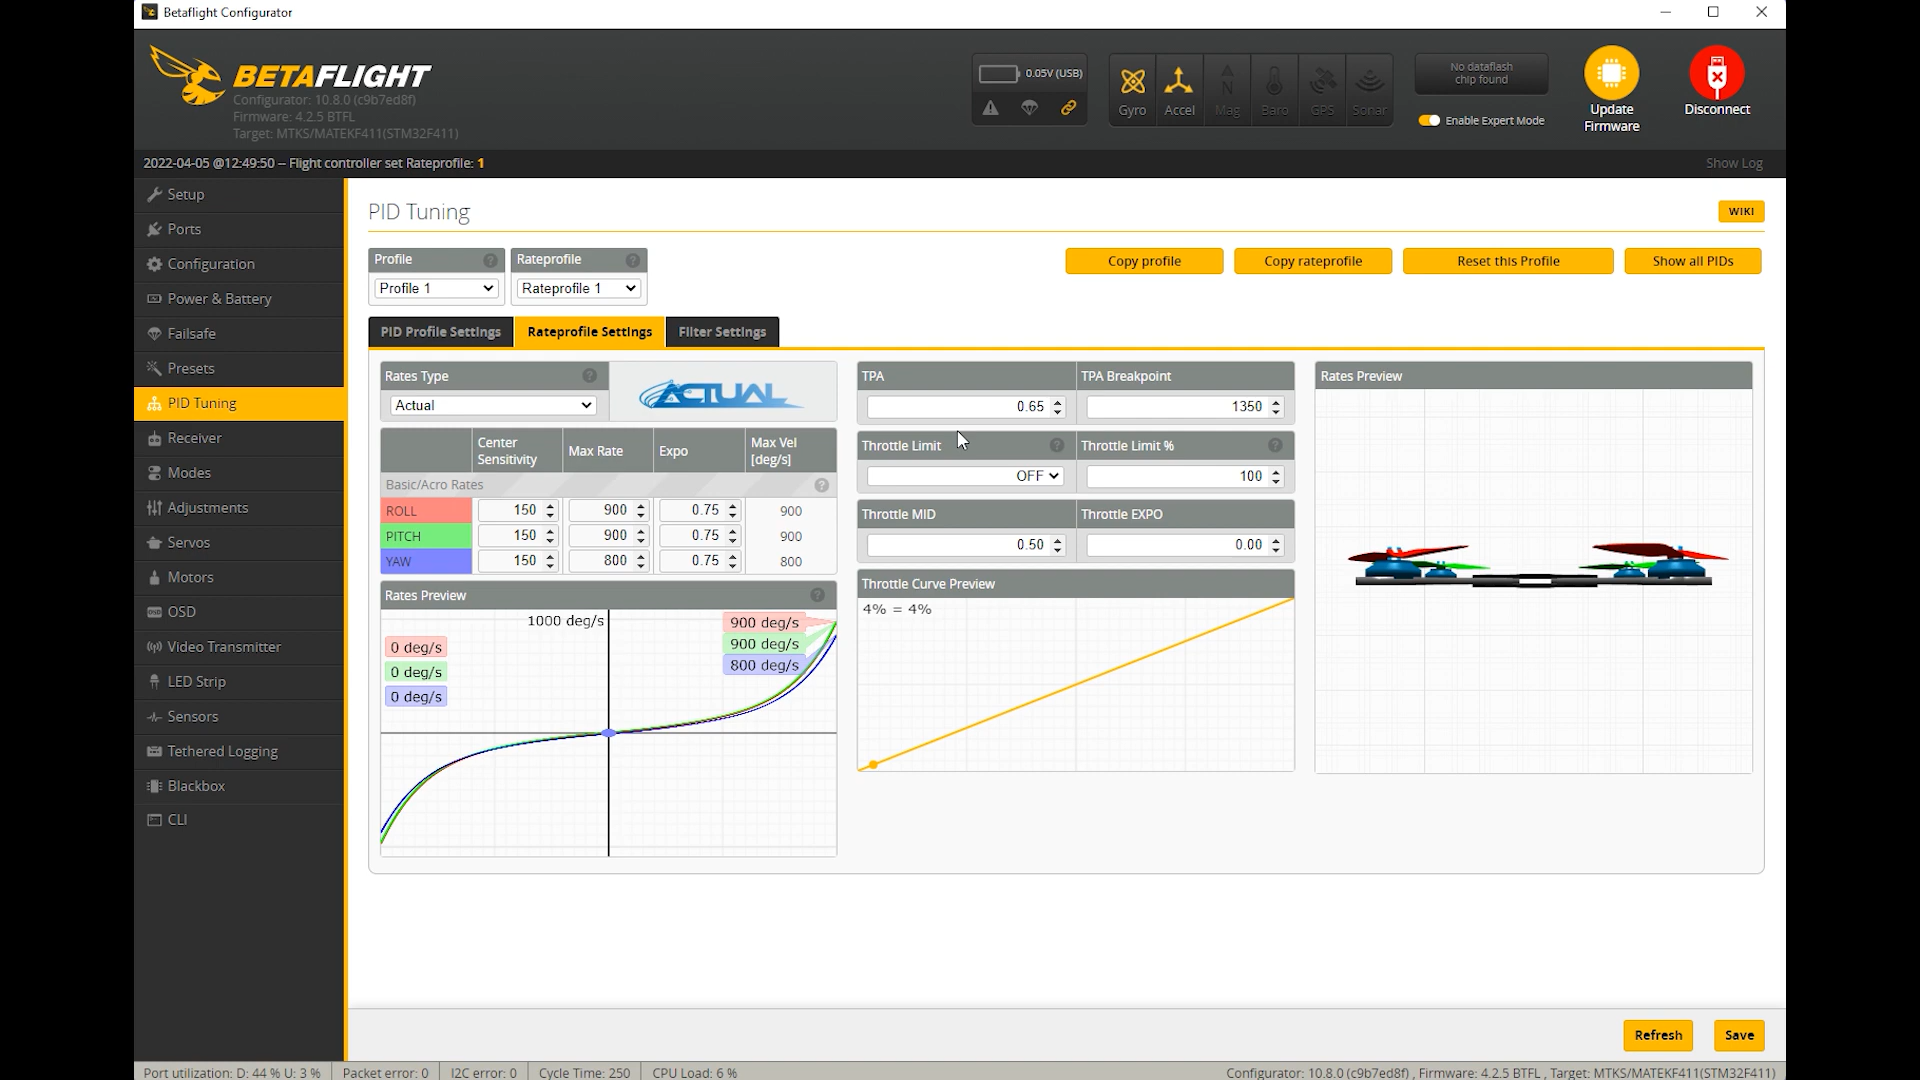 Betaflight Configurator
BETAFLIGHT
Configurator: 10.8.0 (c9b7ed8f)
Firmware: 4.2.5 BTFL
Target: MTKS/MATEKF411(STM32F411)
0.05V (USB)
Gyro
Accel
Mag
Baro
GPS
Sonar
No dataflash
chip found
Enable Expert Mode
Update
Firmware
Disconnect
2022-04-05 @12:49:50 -- Flight controller set Rateprofile: 1
Show Log
Setup
Ports
Configuration
Power & Battery
Failsafe
Presets
PID Tuning
Receiver
Modes
Adjustments
Servos
Motors
OSD
Video Transmitter
LED Strip
Sensors
Tethered Logging
Blackbox
CLI
PID Tuning
WIKI
Profile
Rateprofile
Profile 1
Rateprofile 1
Copy profile
Copy rateprofile
Reset this Profile
Show all PIDs
PID Profile Settings
Rateprofile Settings
Filter Settings
Rates Type
Actual
ACTUAL
Center
Sensitivity
Max Rate
Expo
Max Vel
[deg/s]
Basic/Acro Rates
ROLL 150 900 0.75 900
PITCH 150 900 0.75 900
YAW 150 800 0.75 800
Rates Preview
1000 deg/s
900 deg/s
900 deg/s
800 deg/s
0 deg/s
0 deg/s
0 deg/s
TPA
TPA Breakpoint
0.65
1350
Throttle Limit
Throttle Limit %
OFF
100
Throttle MID
Throttle EXPO
0.50
0.00
Throttle Curve Preview
4% = 4%
Rates Preview
Refresh
Save
Port utilization: D: 44 % U: 3 %
Packet error: 0
I2C error: 0
Cycle Time: 250
CPU Load: 6 %
Configurator: 10.8.0 (c9b7ed8f) , Firmware: 4.2.5 BTFL , Target: MTKS/MATEKF411(STM32F411)